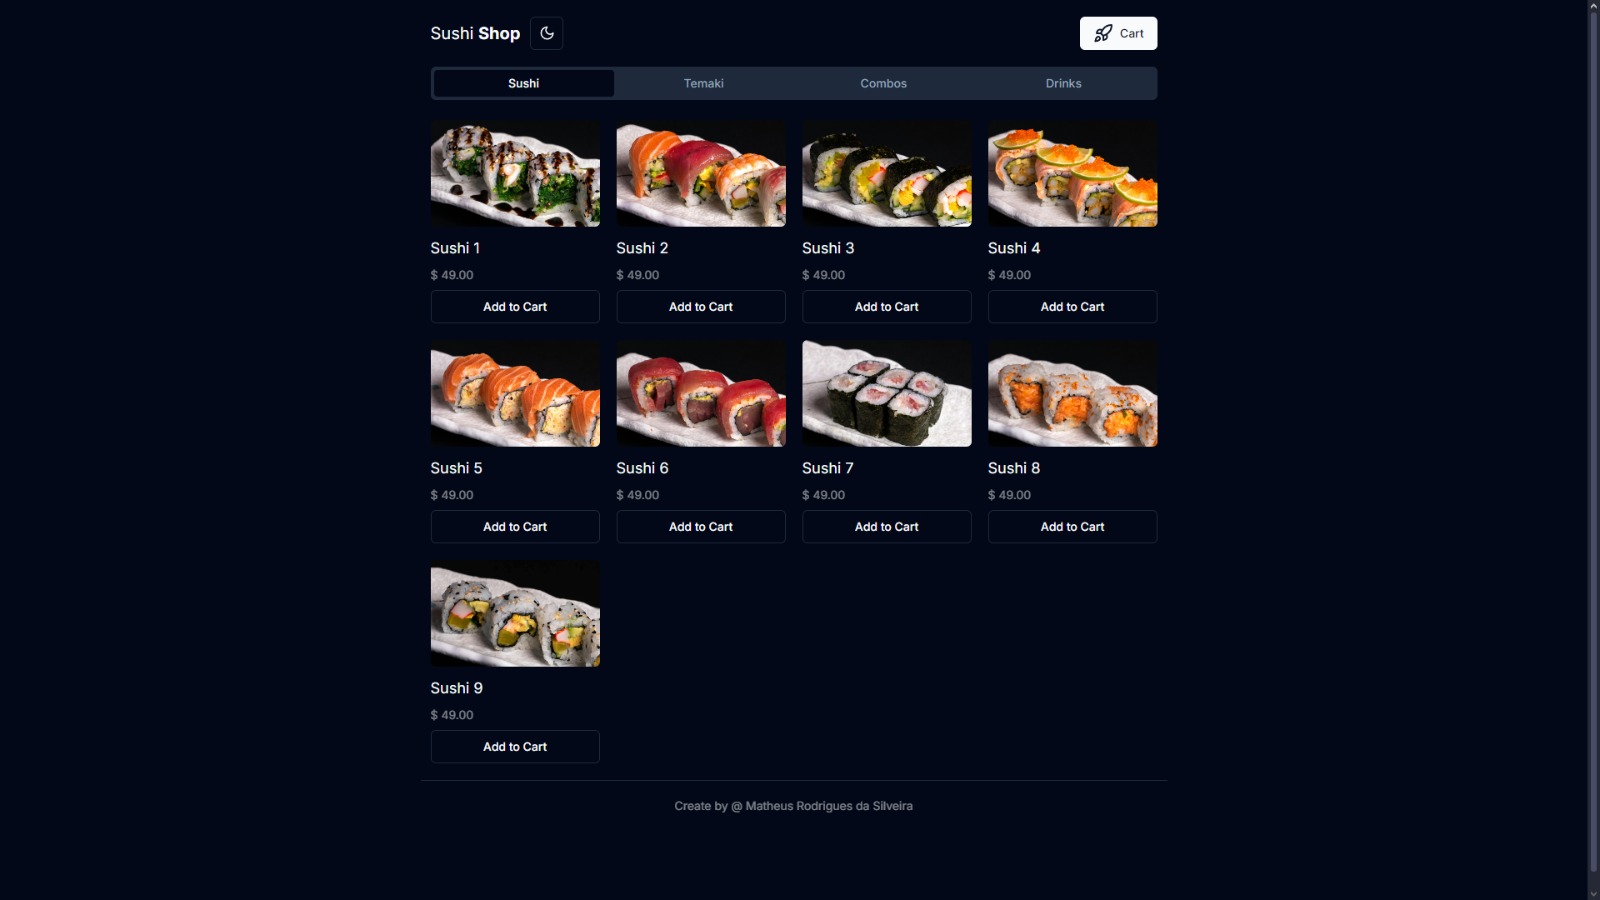 Sushi Shop
Cart
Sushi
Temaki
Combos
Drinks
Sushi 1
Sushi 2
Sushi 3
Sushi 4
$ 49.00
$ 49.00
$ 49.00
$ 49.00
Add to Cart
Add to Cart
Add to Cart
Add to Cart
Sushi 5
Sushi 6
Sushi 7
Sushi 8
$ 49.00
$ 49.00
$ 49.00
$ 49.00
Add to Cart
Add to Cart
Add to Cart
Add to Cart
Sushi 9
$ 49.00
Add to Cart
Create by @ Matheus Rodrigues da Silveira